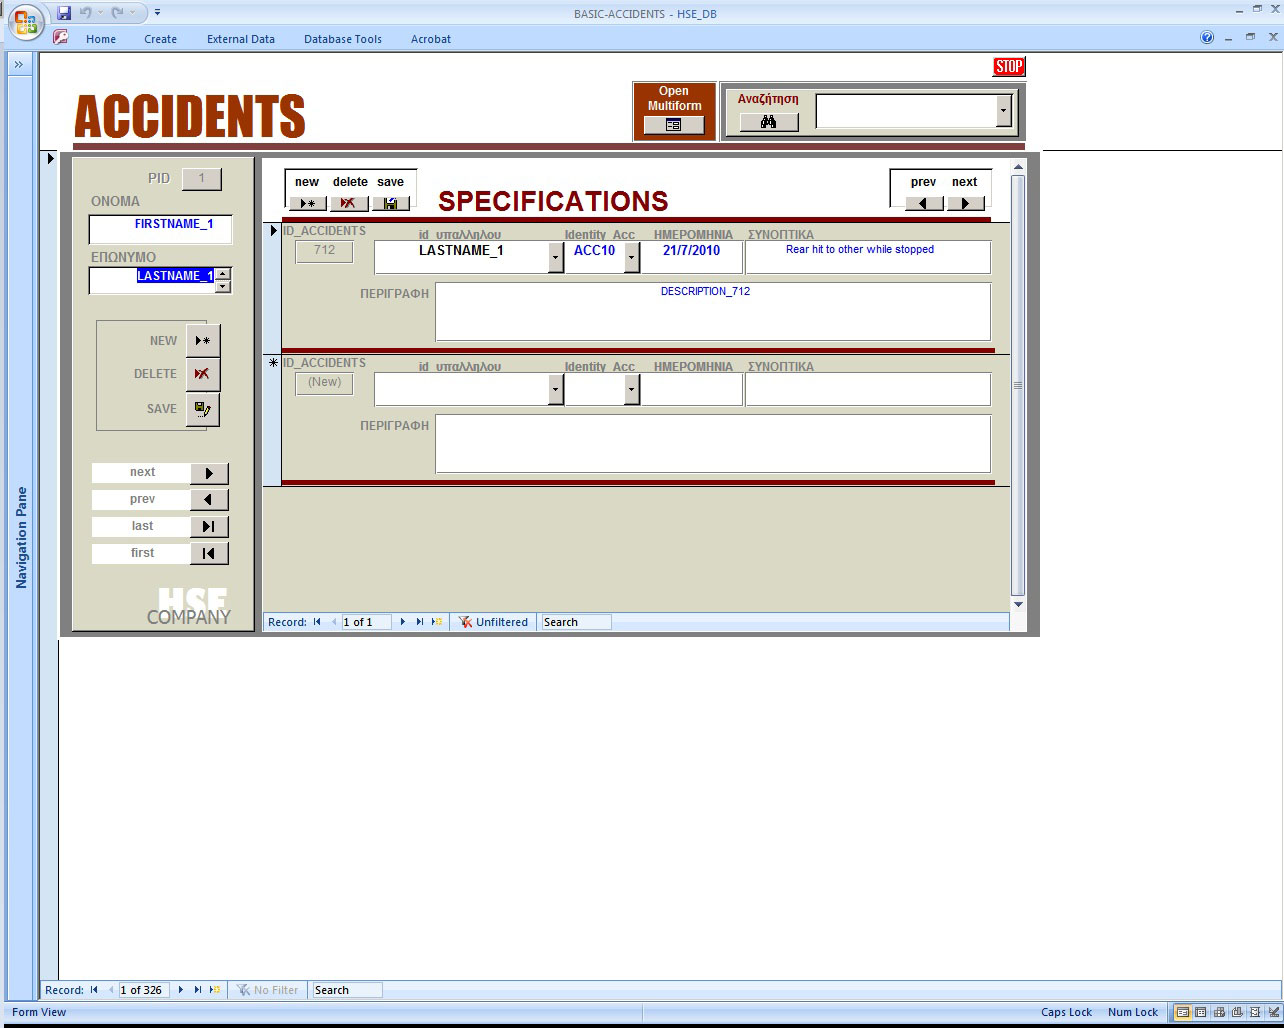 BASIC-ACCIDENTS - HSE_DB
Home Create External Data Database Tools Acrobat
»
STOP
ACCIDENTS
Open
Multiform
Αναζήτηση
PID 1
ΟΝΟΜΑ
FIRSTNAME_1
ΕΠΩΝΥΜΟ
LASTNAME_1
NEW
DELETE
SAVE
next
prev
last
first
HSE
COMPANY
new delete save
SPECIFICATIONS
prev next
ID_ACCIDENTS id_υπαλληλου Identity_Acc ΗΜΕΡΟΜΗΝΙΑ ΣΥΝΟΠΤΙΚΑ
712 LASTNAME_1 ACC10 21/7/2010 Rear hit to other while stopped
ΠΕΡΙΓΡΑΦΗ DESCRIPTION_712
ID_ACCIDENTS id_υπαλληλου Identity_Acc ΗΜΕΡΟΜΗΝΙΑ ΣΥΝΟΠΤΙΚΑ
(New)
ΠΕΡΙΓΡΑΦΗ
Record: 1 of 1 Unfiltered Search
Navigation Pane
Record: 1 of 326 No Filter Search
Form View Caps Lock Num Lock